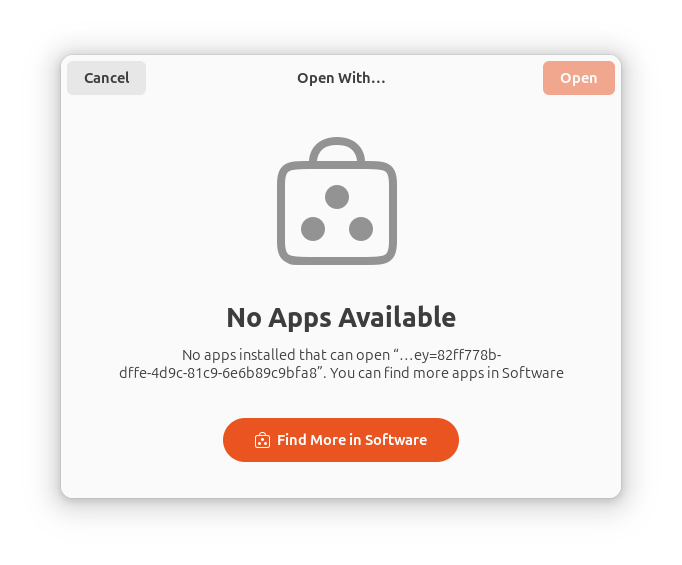 Cancel
Open With…
Open
No Apps Available
No apps installed that can open “…ey=82ff778b-
dffe-4d9c-81c9-6e6b89c9bfa8”. You can find more apps in Software
Find More in Software